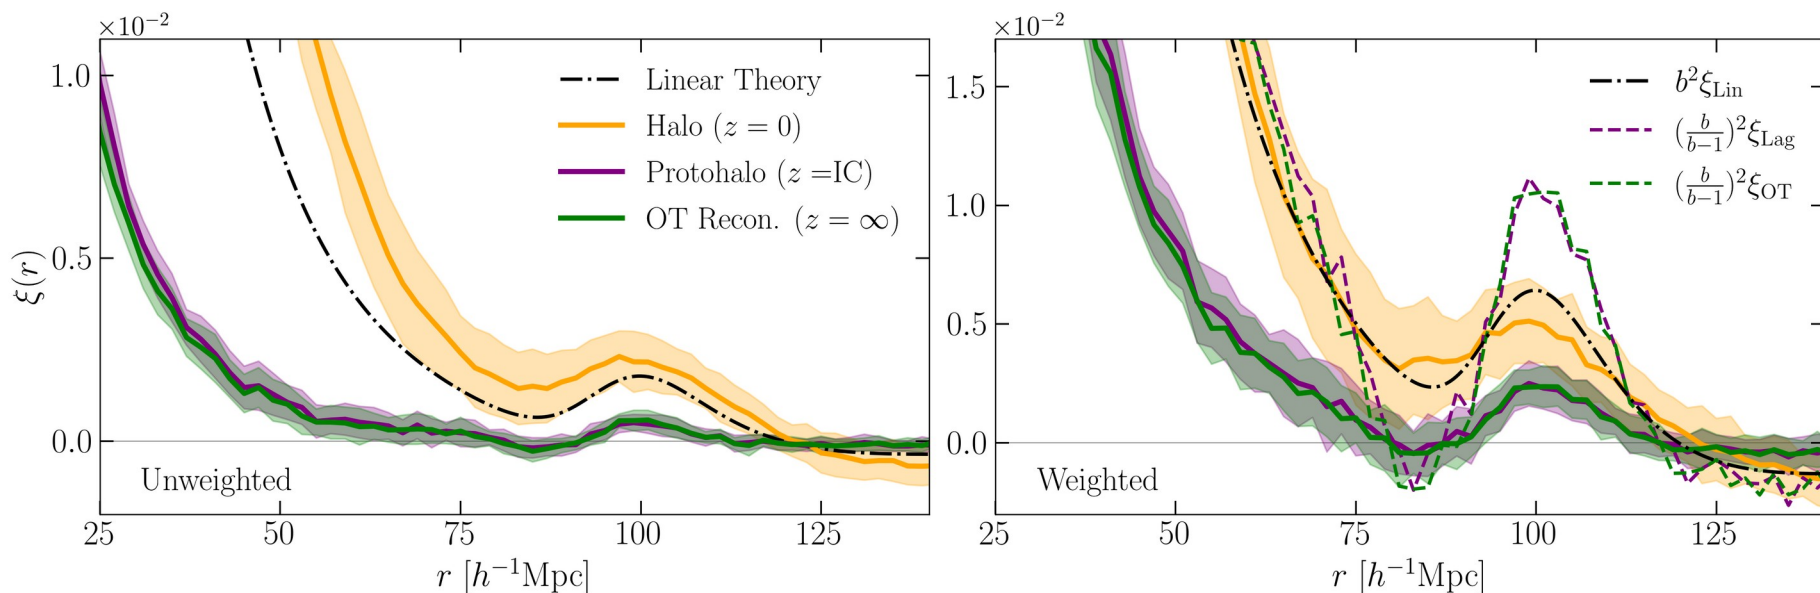 ×10⁻²
1.0
0.5
0.0
ξ(r)
Linear Theory
Halo (z = 0)
Protohalo (z =IC)
OT Recon. (z = ∞)
Unweighted
25 50 75 100 125
r [h⁻¹Mpc]
×10⁻²
1.5
1.0
0.5
0.0
b²ξ_Lin
(b/(b−1))²ξ_Lag
(b/(b−1))²ξ_OT
Weighted
25 50 75 100 125
r [h⁻¹Mpc]